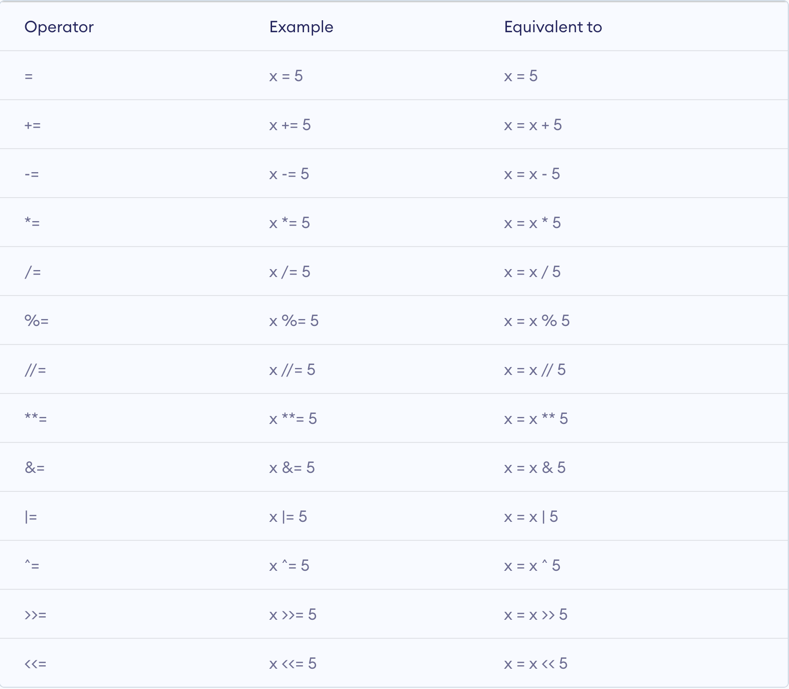 Operator Example Equivalent to
= x = 5 x = 5
+= x += 5 x = x + 5
-= x -= 5 x = x - 5
*= x *= 5 x = x * 5
/= x /= 5 x = x / 5
%= x %= 5 x = x % 5
//= x //= 5 x = x // 5
**= x **= 5 x = x ** 5
&= x &= 5 x = x & 5
|= x |= 5 x = x | 5
^= x ^= 5 x = x ^ 5
>>= x >>= 5 x = x >> 5
<<= x <<= 5 x = x << 5